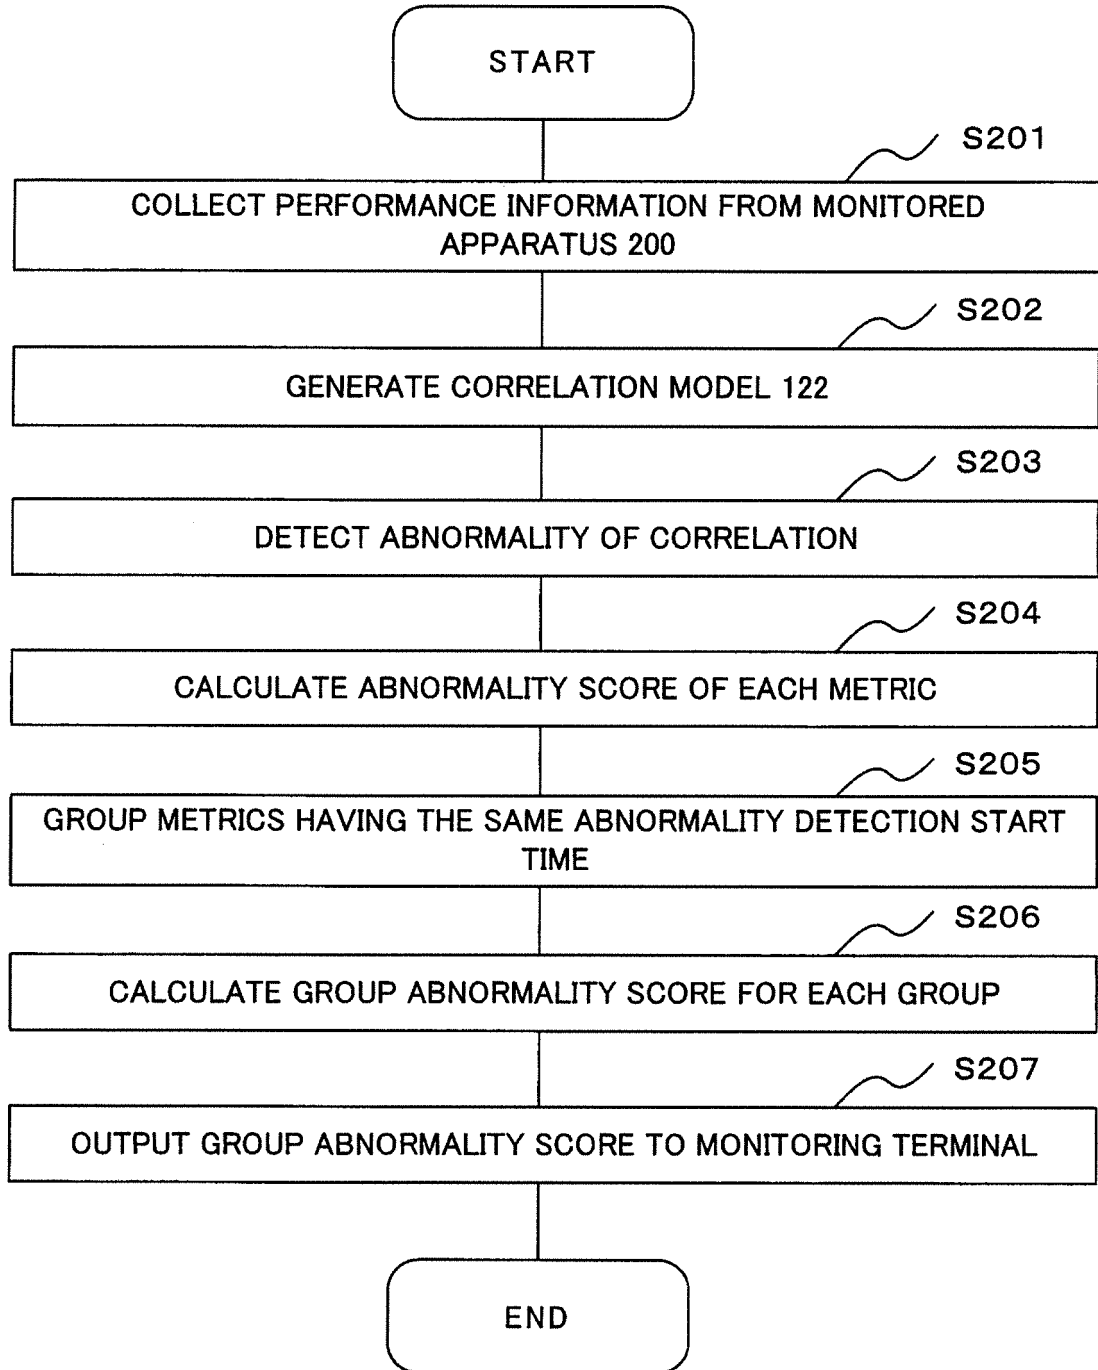 START
S201
COLLECT PERFORMANCE INFORMATION FROM MONITORED
APPARATUS 200
S202
GENERATE CORRELATION MODEL 122
S203
DETECT ABNORMALITY OF CORRELATION
S204
CALCULATE ABNORMALITY SCORE OF EACH METRIC
S205
GROUP METRICS HAVING THE SAME ABNORMALITY DETECTION START
TIME
S206
CALCULATE GROUP ABNORMALITY SCORE FOR EACH GROUP
S207
OUTPUT GROUP ABNORMALITY SCORE TO MONITORING TERMINAL
END